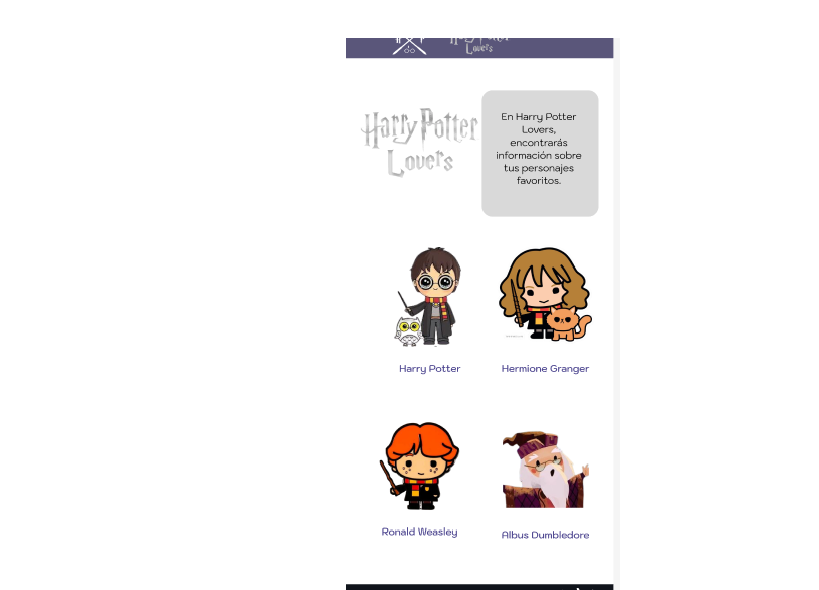 Harry Potter
Lovers
Harry Potter
Lovers
En Harry Potter
Lovers,
encontrarás
información sobre
tus personajes
favoritos.
Harry Potter
Hermione Granger
Ronald Weasley
Albus Dumbledore